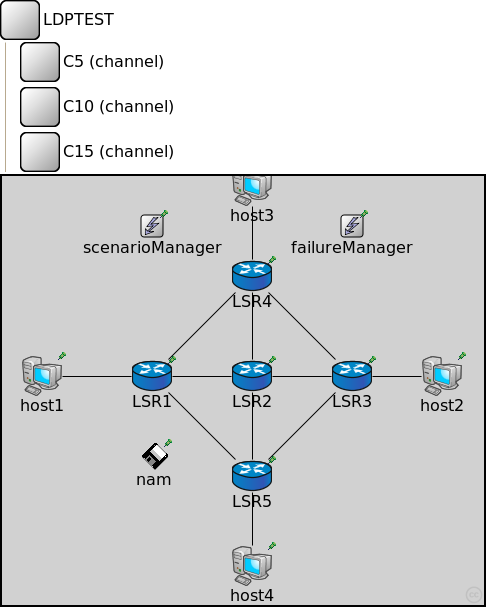 LDPTEST
C5 (channel)
C10 (channel)
C15 (channel)
host3
scenarioManager
failureManager
LSR4
host1
LSR1
LSR2
LSR3
host2
nam
LSR5
host4
cc